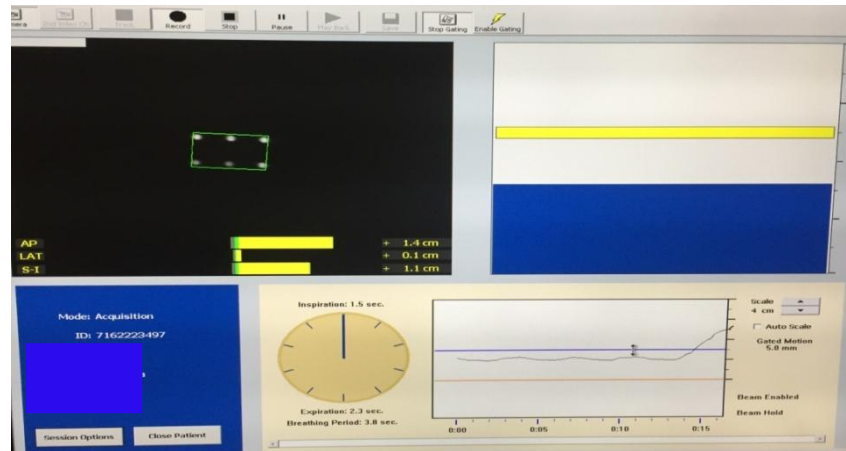 Record
Stop
Pause
Play Back
Save
Stop Gating
Enable Gating
AP + 1.4 cm
LAT + 0.1 cm
S-I + 1.1 cm
Mode: Acquisition
ID: 7162223497
Session Options
Close Patient
Inspiration: 1.5 sec.
Expiration: 2.3 sec.
Breathing Period: 3.8 sec.
0:00
0:05
0:10
0:15
Scale
4 cm
Auto Scale
Gated Motion
5.0 mm
Beam Enabled
Beam Hold